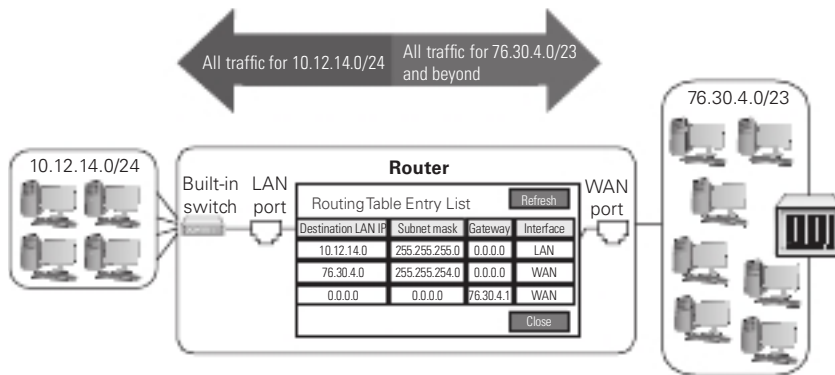 All traffic for 10.12.14.0/24
All traffic for 76.30.4.0/23
and beyond
76.30.4.0/23
10.12.14.0/24
Built-in
switch
LAN
port
Router
WAN
port
Routing Table Entry List
Refresh
Destination LAN IP Subnet mask Gateway Interface
10.12.14.0 255.255.255.0 0.0.0.0 LAN
76.30.4.0 255.255.254.0 0.0.0.0 WAN
0.0.0.0 0.0.0.0 76.30.4.1 WAN
Close